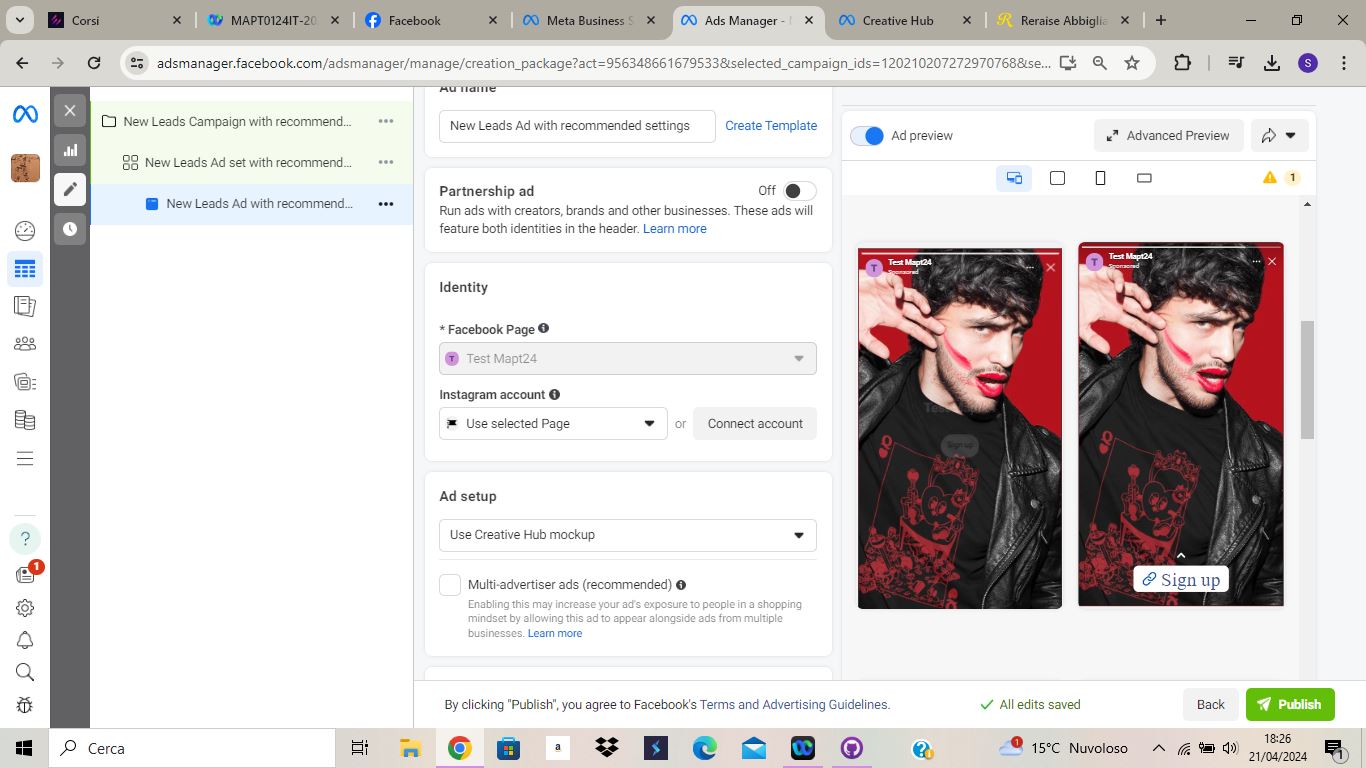 Corsi
MAPT0124IT-20
Facebook
Meta Business S
Ads Manager -
Creative Hub
Reraise Abbiglia
adsmanager.facebook.com/adsmanager/manage/creation_package?act=956348661679533&selected_campaign_ids=120210207272970768&se...
S
New Leads Campaign with recommend...
New Leads Ad set with recommend...
New Leads Ad with recommend...
1
Ad name
New Leads Ad with recommended settings
Create Template
Partnership ad
Off
Run ads with creators, brands and other businesses. These ads will
feature both identities in the header. Learn more
Identity
* Facebook Page
T Test Mapt24
Instagram account
Use selected Page
or
Connect account
Ad setup
Use Creative Hub mockup
Multi-advertiser ads (recommended)
Enabling this may increase your ad's exposure to people in a shopping
mindset by allowing this ad to appear alongside ads from multiple
businesses. Learn more
Ad preview
Advanced Preview
1
T Test Mapt24
Sponsored
Sign up
T Test Mapt24
Sponsored
Sign up
By clicking "Publish", you agree to Facebook's Terms and Advertising Guidelines.
All edits saved
Back
Publish
Cerca
a
1
15°C Nuvoloso
18:26
21/04/2024
1